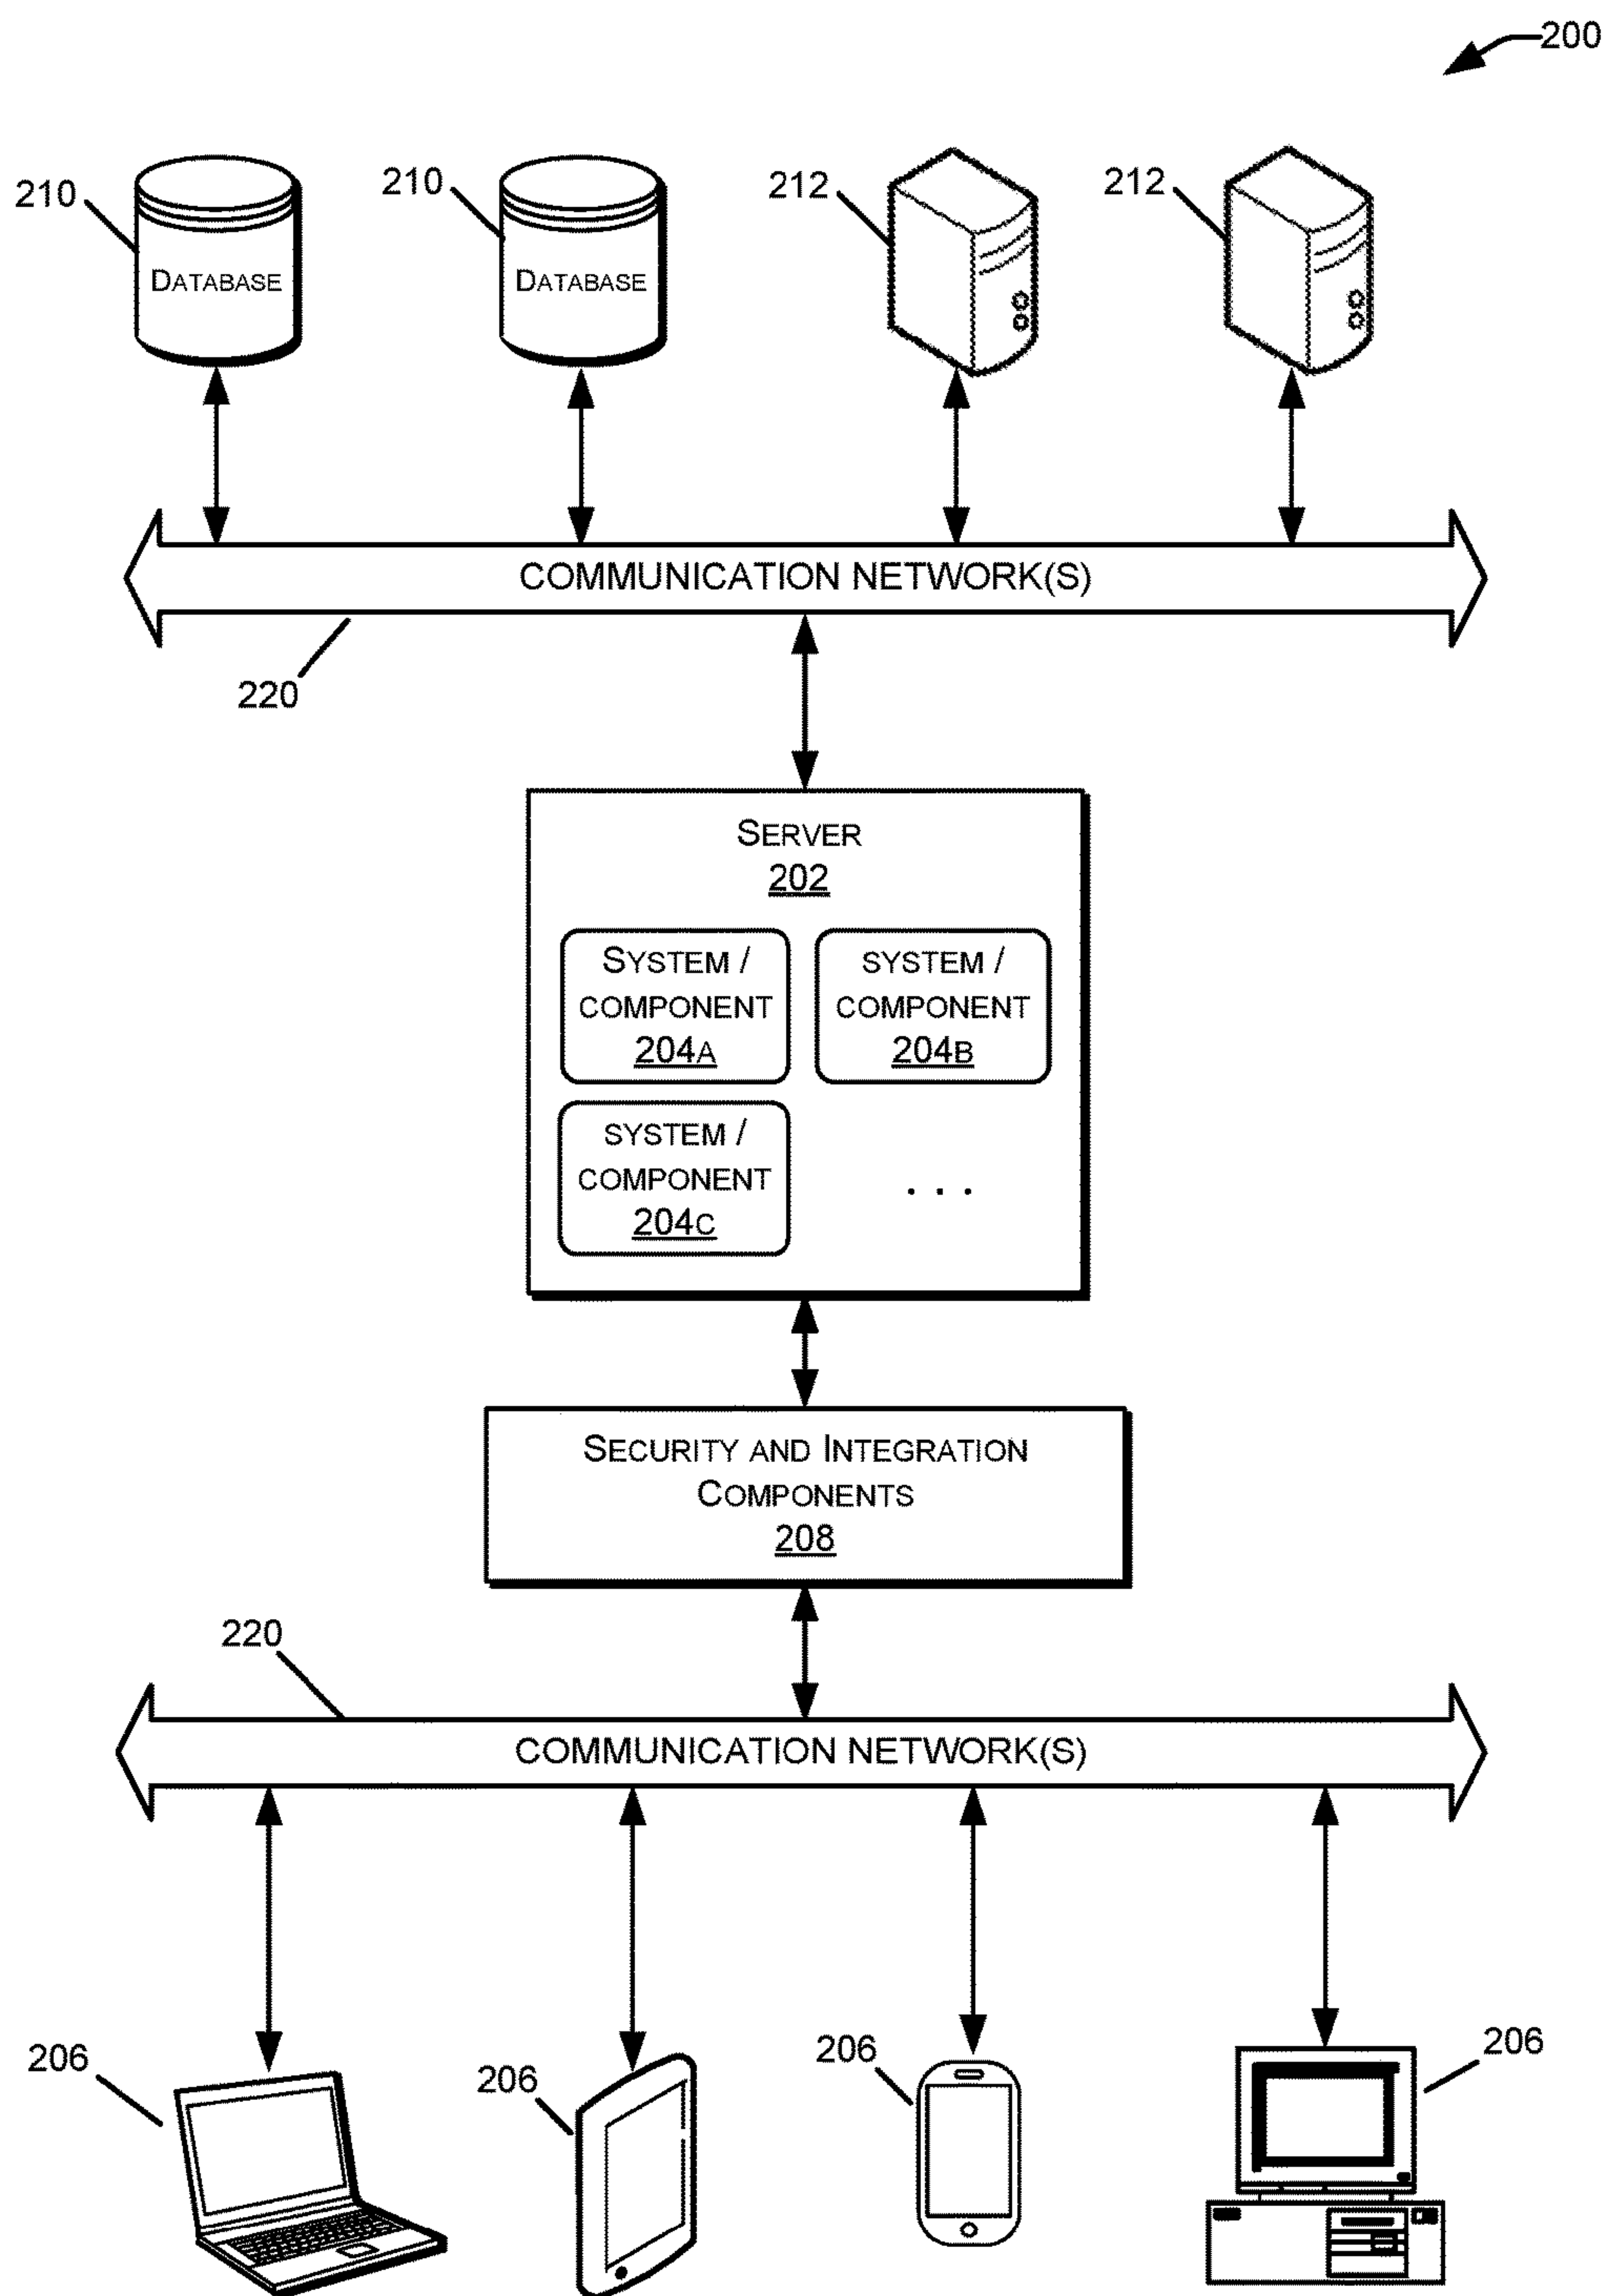 200
210
210
212
212
DATABASE
DATABASE
COMMUNICATION NETWORK(S)
220
SERVER
202
SYSTEM /
COMPONENT
204A
SYSTEM /
COMPONENT
204B
SYSTEM /
COMPONENT
204C
. . .
SECURITY AND INTEGRATION
COMPONENTS
208
220
COMMUNICATION NETWORK(S)
206
206
206
206